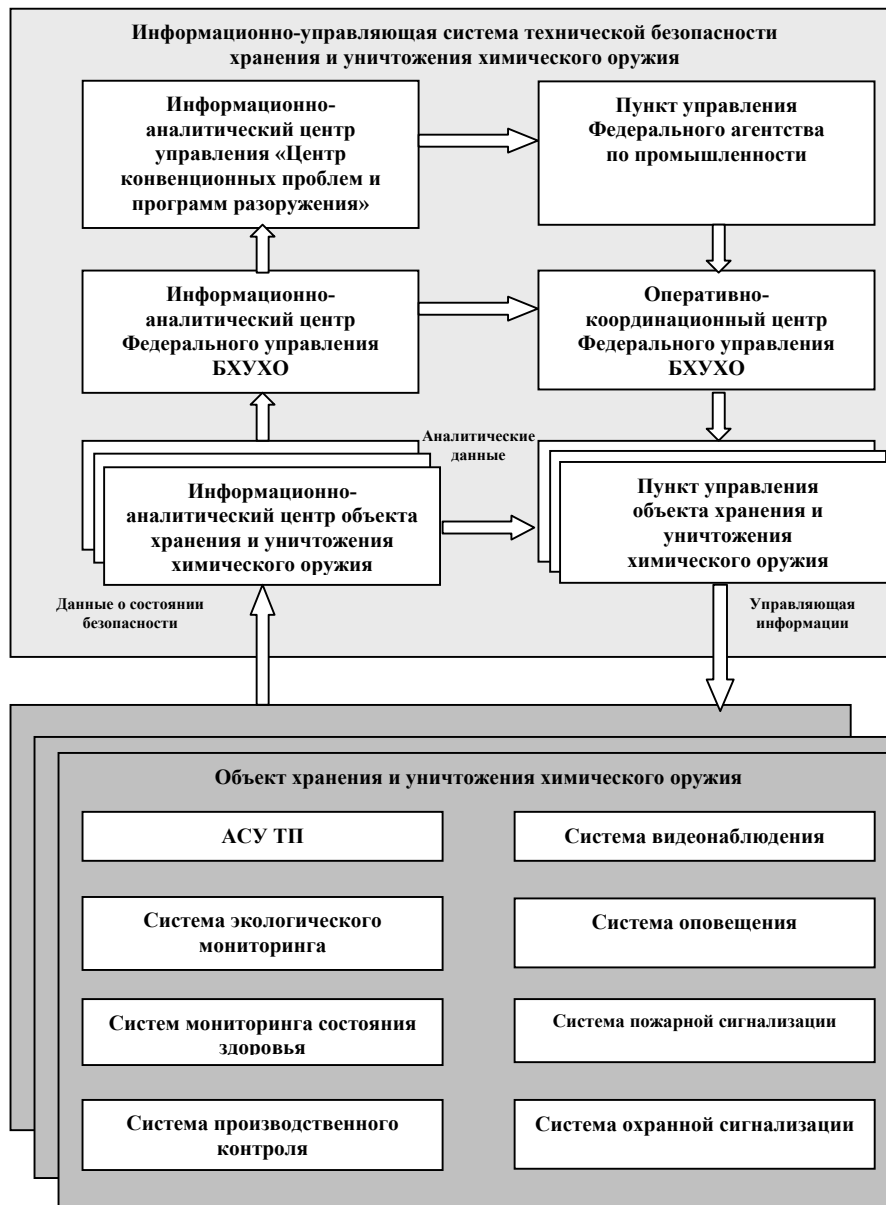 Информационно-управляющая система технической безопасности
хранения и уничтожения химического оружия
Информационно-
аналитический центр
управления «Центр
конвенционных проблем и
программ разоружения»
Пункт управления
Федерального агентства
по промышленности
Информационно-
аналитический центр
Федерального управления
БХУХО
Оперативно-
координационный центр
Федерального управления
БХУХО
Аналитические
данные
Информационно-
аналитический центр объекта
хранения и уничтожения
химического оружия
Пункт управления
объекта хранения и
уничтожения
химического оружия
Данные о состоянии
безопасности
Управляющая
информации
Объект хранения и уничтожения химического оружия
АСУ ТП
Система видеонаблюдения
Система экологического
мониторинга
Система оповещения
Систем мониторинга состояния
здоровья
Система пожарной сигнализации
Система производственного
контроля
Система охранной сигнализации